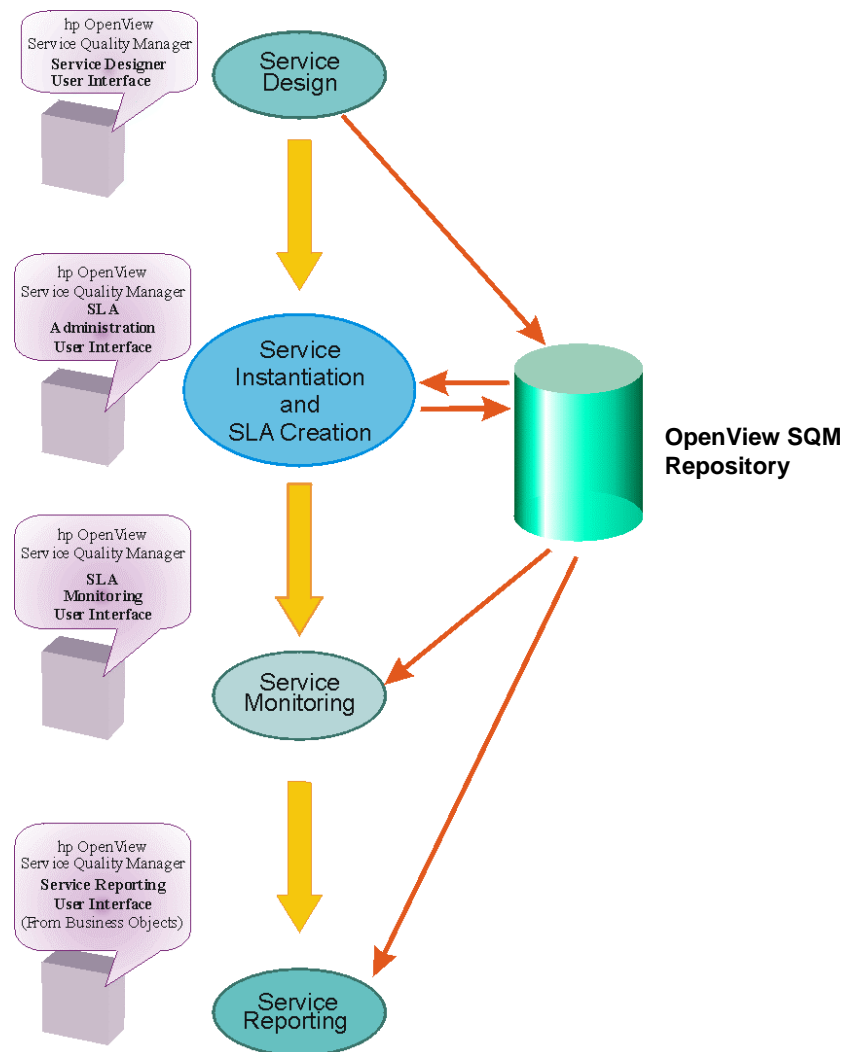 hp OpenView
Service Quality Manager
Service Designer
User Interface
Service
Design
hp OpenView
Service Quality Manager
SLA
Administration
User Interface
Service
Instantiation
and
SLA Creation
OpenView SQM
Repository
hp OpenView
Service Quality Manager
SLA
Monitoring
User Interface
Service
Monitoring
hp OpenView
Service Quality Manager
Service Reporting
User Interface
(From Business Objects)
Service
Reporting